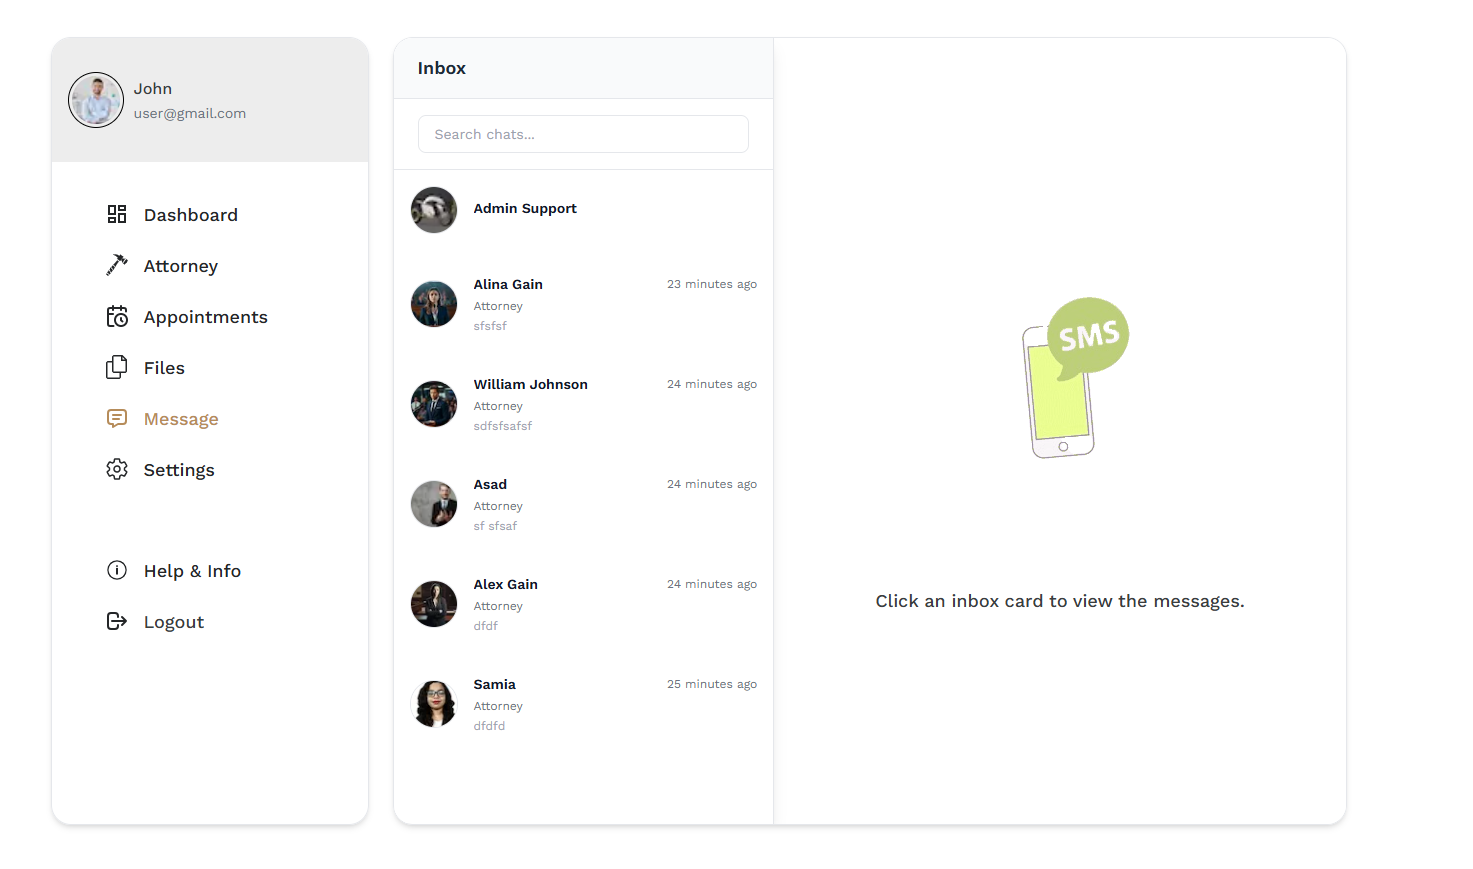 John
user@gmail.com
Dashboard
Attorney
Appointments
Files
Message
Settings
Help & Info
Logout
Inbox
Search chats...
Admin Support
Alina Gain 23 minutes ago
Attorney
sfsfsf
William Johnson 24 minutes ago
Attorney
sdfsfsafsf
Asad 24 minutes ago
Attorney
sf sfsaf
Alex Gain 24 minutes ago
Attorney
dfdf
Samia 25 minutes ago
Attorney
dfdfd
SMS
Click an inbox card to view the messages.